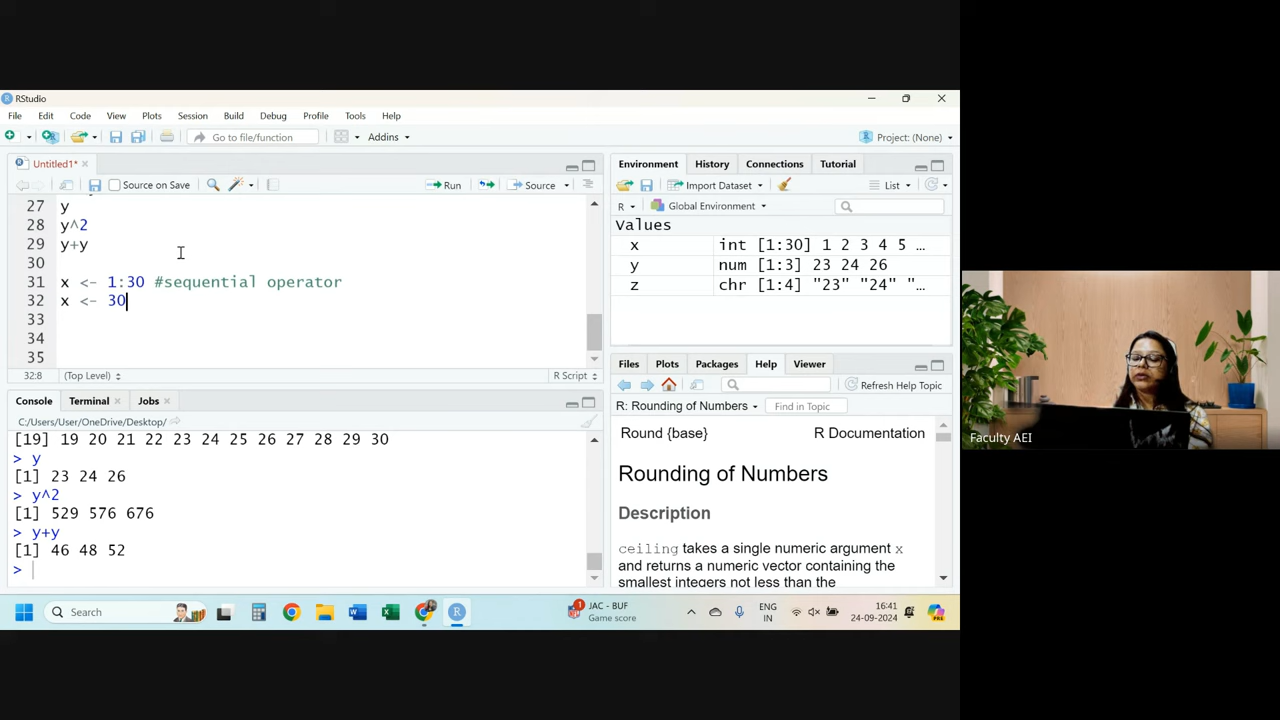 RStudio
File Edit Code View Plots Session Build Debug Profile Tools Help
Go to file/function Addins Project: (None)
Untitled1*
Source on Save Run Source
27 y
28 y^2
29 y+y
30
31 x <- 1:30 #sequential operator
32 x <- 30
33
34
35
32:8 (Top Level) R Script
Console Terminal Jobs
C:/Users/User/OneDrive/Desktop/
[19] 19 20 21 22 23 24 25 26 27 28 29 30
> y
[1] 23 24 26
> y^2
[1] 529 576 676
> y+y
[1] 46 48 52
>
Environment History Connections Tutorial
Import Dataset List
R Global Environment
Values
x int [1:30] 1 2 3 4 5 …
y num [1:3] 23 24 26
z chr [1:4] "23" "24" "…
Files Plots Packages Help Viewer
Refresh Help Topic
R: Rounding of Numbers Find in Topic
Round {base} R Documentation
Rounding of Numbers
Description
ceiling takes a single numeric argument x
and returns a numeric vector containing the
smallest integers not less than the
Faculty AEI
Search
JAC - BUF
Game score
ENG
IN
16:41
24-09-2024